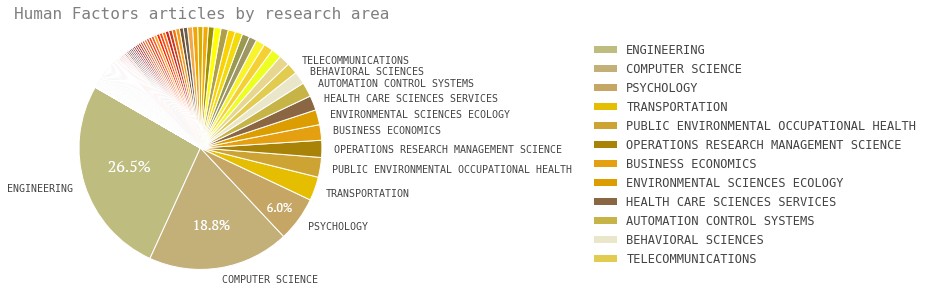 Human Factors articles by research area
TELECOMMUNICATIONS
BEHAVIORAL SCIENCES
AUTOMATION CONTROL SYSTEMS
HEALTH CARE SCIENCES SERVICES
ENVIRONMENTAL SCIENCES ECOLOGY
BUSINESS ECONOMICS
OPERATIONS RESEARCH MANAGEMENT SCIENCE
PUBLIC ENVIRONMENTAL OCCUPATIONAL HEALTH
TRANSPORTATION
PSYCHOLOGY
COMPUTER SCIENCE
ENGINEERING
26.5%
18.8%
6.0%
ENGINEERING
COMPUTER SCIENCE
PSYCHOLOGY
TRANSPORTATION
PUBLIC ENVIRONMENTAL OCCUPATIONAL HEALTH
OPERATIONS RESEARCH MANAGEMENT SCIENCE
BUSINESS ECONOMICS
ENVIRONMENTAL SCIENCES ECOLOGY
HEALTH CARE SCIENCES SERVICES
AUTOMATION CONTROL SYSTEMS
BEHAVIORAL SCIENCES
TELECOMMUNICATIONS